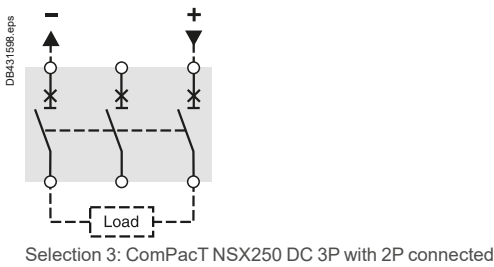 DB431598.eps
− +
Load
Selection 3: ComPacT NSX250 DC 3P with 2P connected